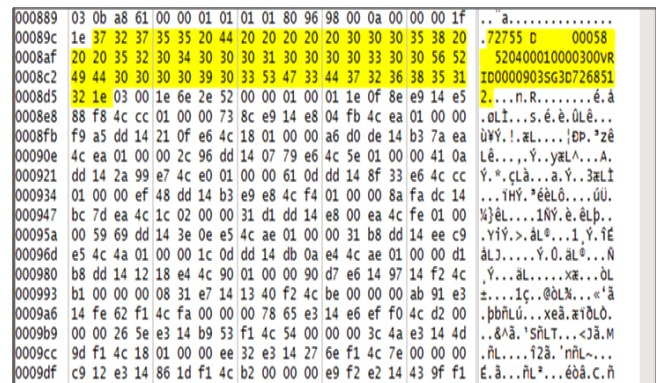 000889 03 0b a8 61 00 00 01 01 01 01 80 96 98 00 0a 00 00 00 1f ..¨a...............
00089c 1e 37 32 37 35 35 20 44 20 20 20 20 20 30 30 30 35 38 20 .72755 D     00058
0008af 20 20 35 32 30 34 30 30 30 31 30 30 30 30 33 30 30 56 52   520400010000300VR
0008c2 49 44 30 30 30 30 39 30 33 53 47 33 44 37 32 36 38 35 31 ID0000903SG3D726851
0008d5 32 1e 03 00 1e 6e 2e 52 00 00 01 00 01 1e 0f 8e e9 14 e5 2....n.R........é.å
0008e8 88 f8 4c cc 01 00 00 73 8c e9 14 e8 04 fb 4c ea 01 00 00 .øLÌ...s.é.è.ûLê...
0008fb f9 a5 dd 14 21 0f e6 4c 18 01 00 00 a6 d0 de 14 b3 7a ea ù¥Ý.!.æL....¦ÐÞ.³zê
00090e 4c ea 01 00 00 2c 96 dd 14 07 79 e6 4c 5e 01 00 00 41 0a Lê...,.Ý..yæL^...A.
000921 dd 14 2a 99 e7 4c e0 01 00 00 61 0d dd 14 8f 33 e6 4c cc Ý.*.çLà...a.Ý..3æLÌ
000934 01 00 00 ef 48 dd 14 b3 e9 e8 4c f4 01 00 00 8a fa dc 14 ...ïHÝ.³éèLô....úÜ.
000947 bc 7d ea 4c 1c 02 00 00 31 d1 dd 14 e8 00 ea 4c fe 01 00 ¼}êL....1ÑÝ.è.êLþ..
00095a 00 59 69 dd 14 3e 0e e5 4c ae 01 00 00 31 b8 dd 14 ee c9 .YiÝ.>.åL®...1¸Ý.îÉ
00096d e5 4c 4a 01 00 00 1c 0d dd 14 db 0a e4 4c ae 01 00 00 d1 åLJ.....Ý.Û.äL®...Ñ
000980 b8 dd 14 12 18 e4 4c 90 01 00 00 90 d7 e6 14 97 14 f2 4c ¸Ý...äL.....×æ...òL
000993 b1 00 00 00 08 31 e7 14 13 40 f2 4c be 00 00 00 ab 91 e3 ±....1ç..@òL¾...«‘ã
0009a6 14 fe 62 f1 4c fa 00 00 00 78 65 e3 14 e6 ef f0 4c d2 00 .þbñLú...xeã.æïðLÒ.
0009b9 00 00 26 5e e3 14 b9 53 f1 4c 54 00 00 00 3c 4a e3 14 4d ..&^ã.¹SñLT...<Jã.M
0009cc 9d f1 4c 18 01 00 00 ee 32 e3 14 27 6e f1 4c 7e 00 00 00 .ñL....î2ã.'nñL~...
0009df c9 12 e3 14 86 1d f1 4c b2 00 00 00 e9 f2 e2 14 43 9f f1 É.ã...ñL²...éòâ.C.ñ